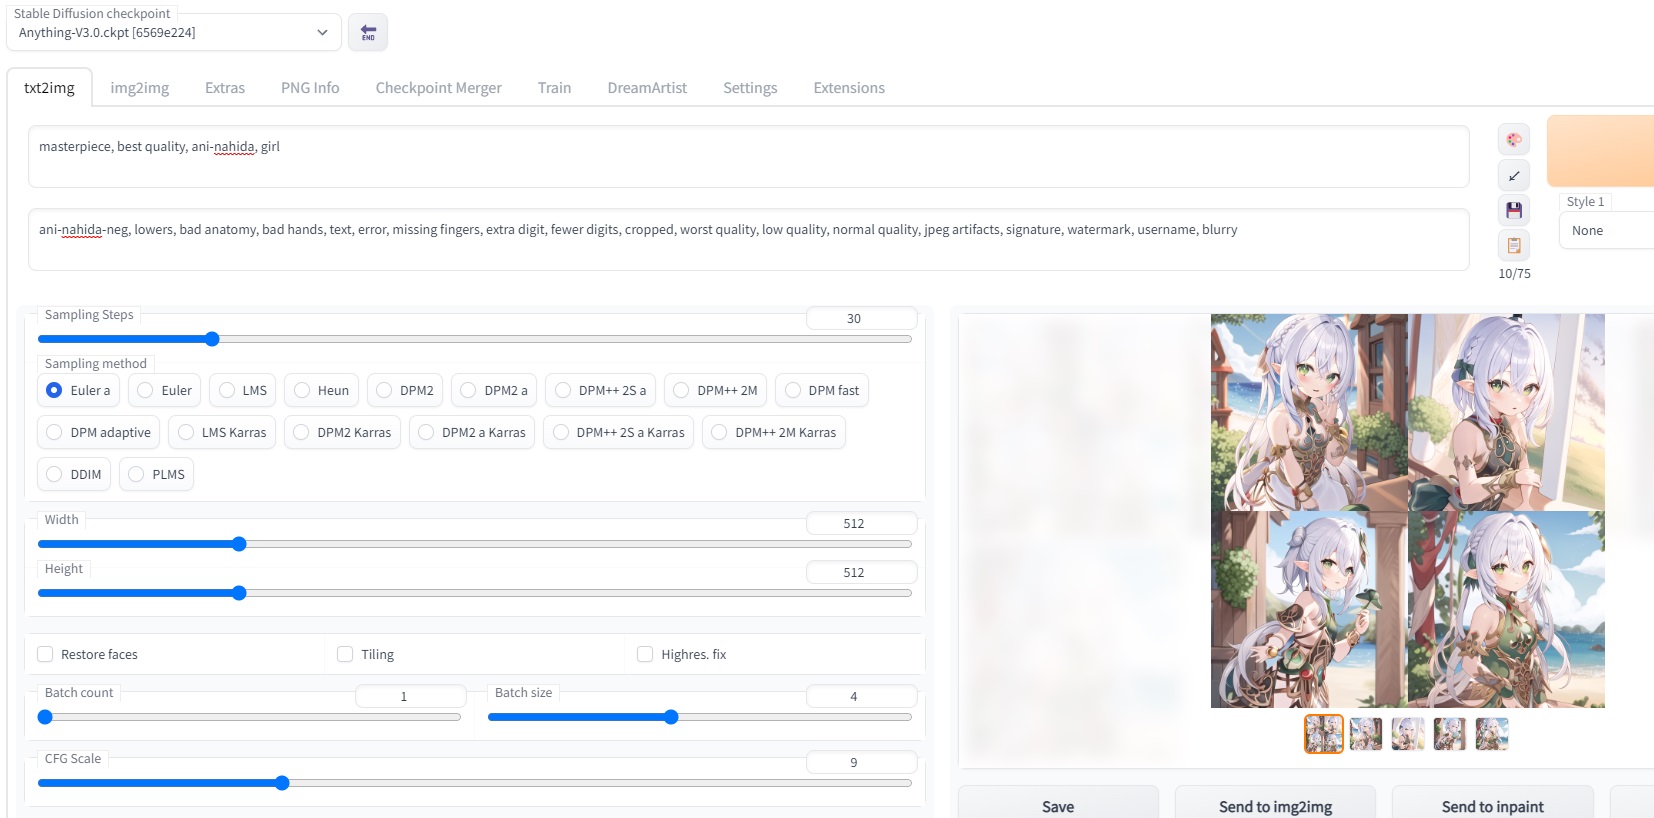 Stable Diffusion checkpoint
Anything-V3.0.ckpt [6569e224]
END
txt2img img2img Extras PNG Info Checkpoint Merger Train DreamArtist Settings Extensions
masterpiece, best quality, ani-nahida, girl
ani-nahida-neg, lowers, bad anatomy, bad hands, text, error, missing fingers, extra digit, fewer digits, cropped, worst quality, low quality, normal quality, jpeg artifacts, signature, watermark, username, blurry
Style 1
None
10/75
Sampling Steps 30
Sampling method
Euler a Euler LMS Heun DPM2 DPM2 a DPM++ 2S a DPM++ 2M DPM fast
DPM adaptive LMS Karras DPM2 Karras DPM2 a Karras DPM++ 2S a Karras DPM++ 2M Karras
DDIM PLMS
Width 512
Height 512
Restore faces Tiling Highres. fix
Batch count 1 Batch size 4
CFG Scale 9
Save Send to img2img Send to inpaint